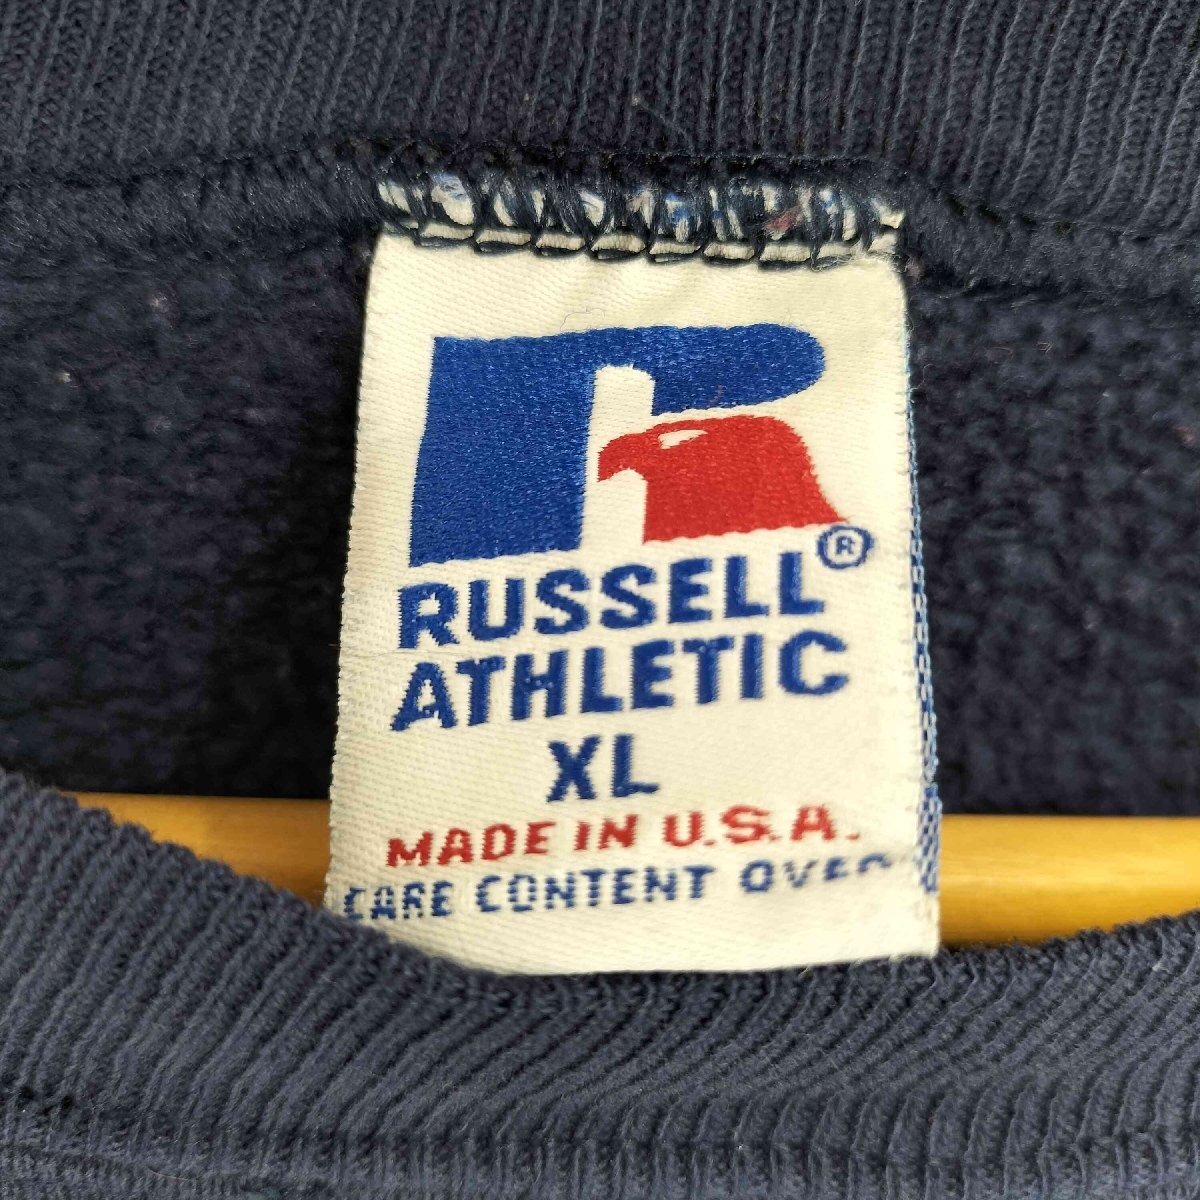 RUSSELL®
ATHLETIC
XL
MADE IN U.S.A.
CARE CONTENT OVER